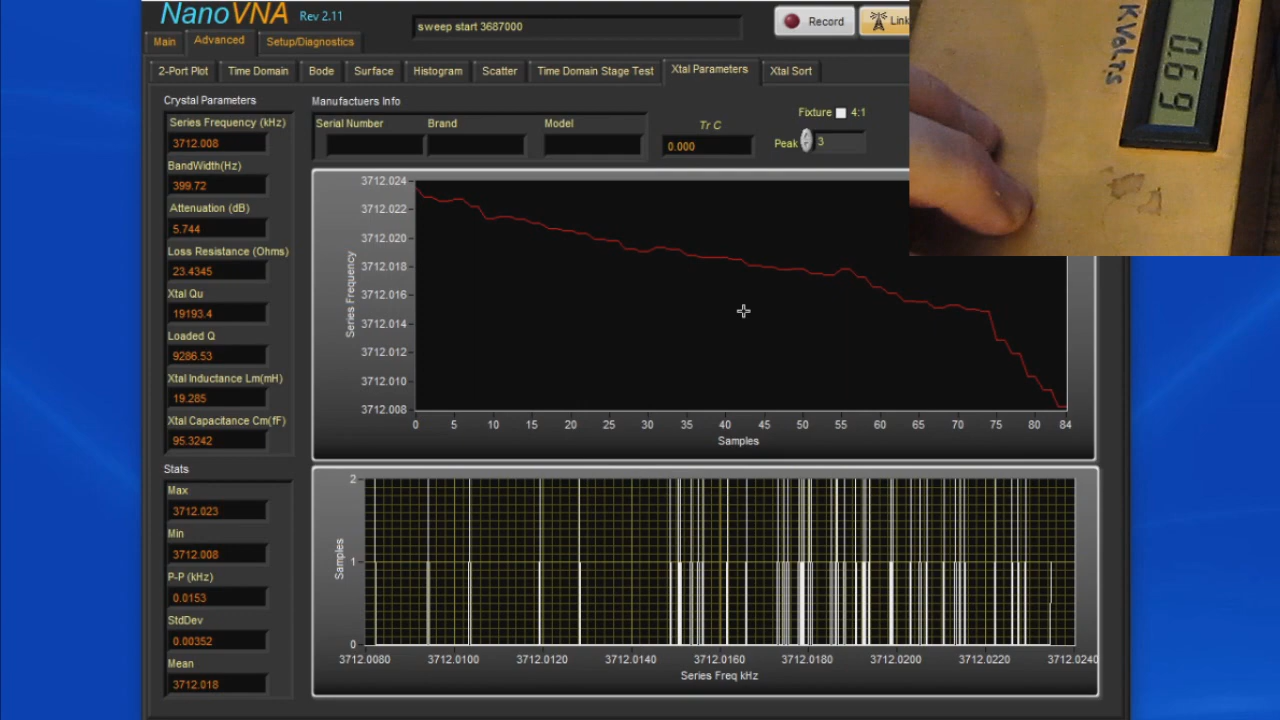 NanoVNA Rev 2.11
sweep start 3687000
Record
Link
Main
Advanced
Setup/Diagnostics
2-Port Plot
Time Domain
Bode
Surface
Histogram
Scatter
Time Domain Stage Test
Xtal Parameters
Xtal Sort
Crystal Parameters
Series Frequency (kHz)
3712.008
BandWidth(Hz)
399.72
Attenuation (dB)
5.744
Loss Resistance (Ohms)
23.4345
Xtal Qu
19193.4
Loaded Q
9286.53
Xtal Inductance Lm(mH)
19.285
Xtal Capacitance Cm(fF)
95.3242
Stats
Max
3712.023
Min
3712.008
P-P (kHz)
0.0153
StdDev
0.00352
Mean
3712.018
Manufactuers Info
Serial Number
Brand
Model
Tr C
0.000
Fixture 4:1
Peak 3
3712.024
3712.022
3712.020
3712.018
3712.016
3712.014
3712.012
3712.010
3712.008
Series Frequency
0 5 10 15 20 25 30 35 40 45 50 55 60 65 70 75 80 84
Samples
2
1
0
Samples
3712.0080 3712.0100 3712.0120 3712.0140 3712.0160 3712.0180 3712.0200 3712.0220 3712.0240
Series Freq kHz
K Volts
0.69